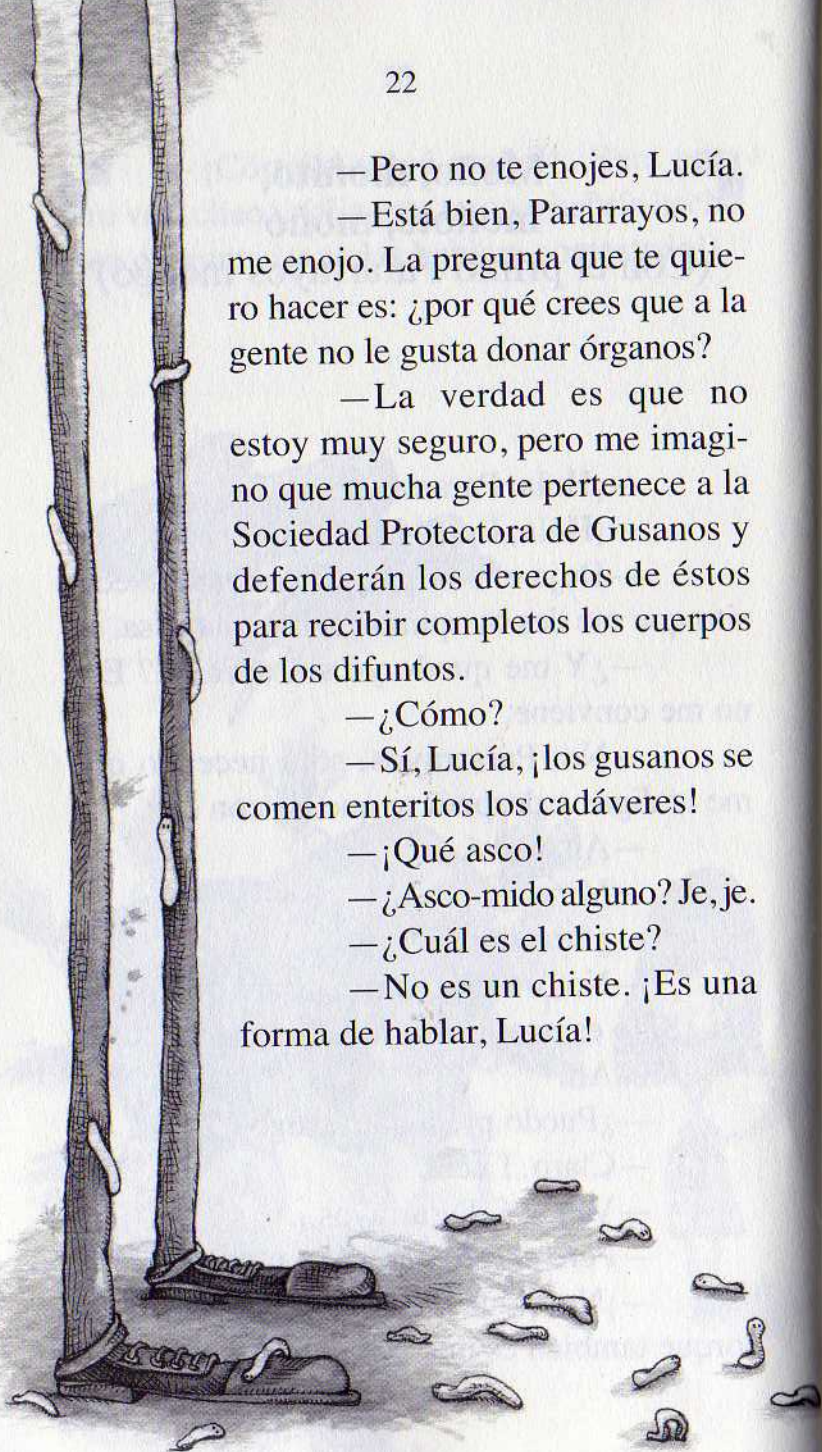 22
—Pero no te enojes, Lucía.
—Está bien, Pararrayos, no
me enojo. La pregunta que te quie-
ro hacer es: ¿por qué crees que a la
gente no le gusta donar órganos?
—La verdad es que no
estoy muy seguro, pero me imagi-
no que mucha gente pertenece a la
Sociedad Protectora de Gusanos y
defenderán los derechos de éstos
para recibir completos los cuerpos
de los difuntos.
—¿Cómo?
—Sí, Lucía, ¡los gusanos se
comen enteritos los cadáveres!
—¡Qué asco!
—¿Asco-mido alguno? Je, je.
—¿Cuál es el chiste?
—No es un chiste. ¡Es una
forma de hablar, Lucía!